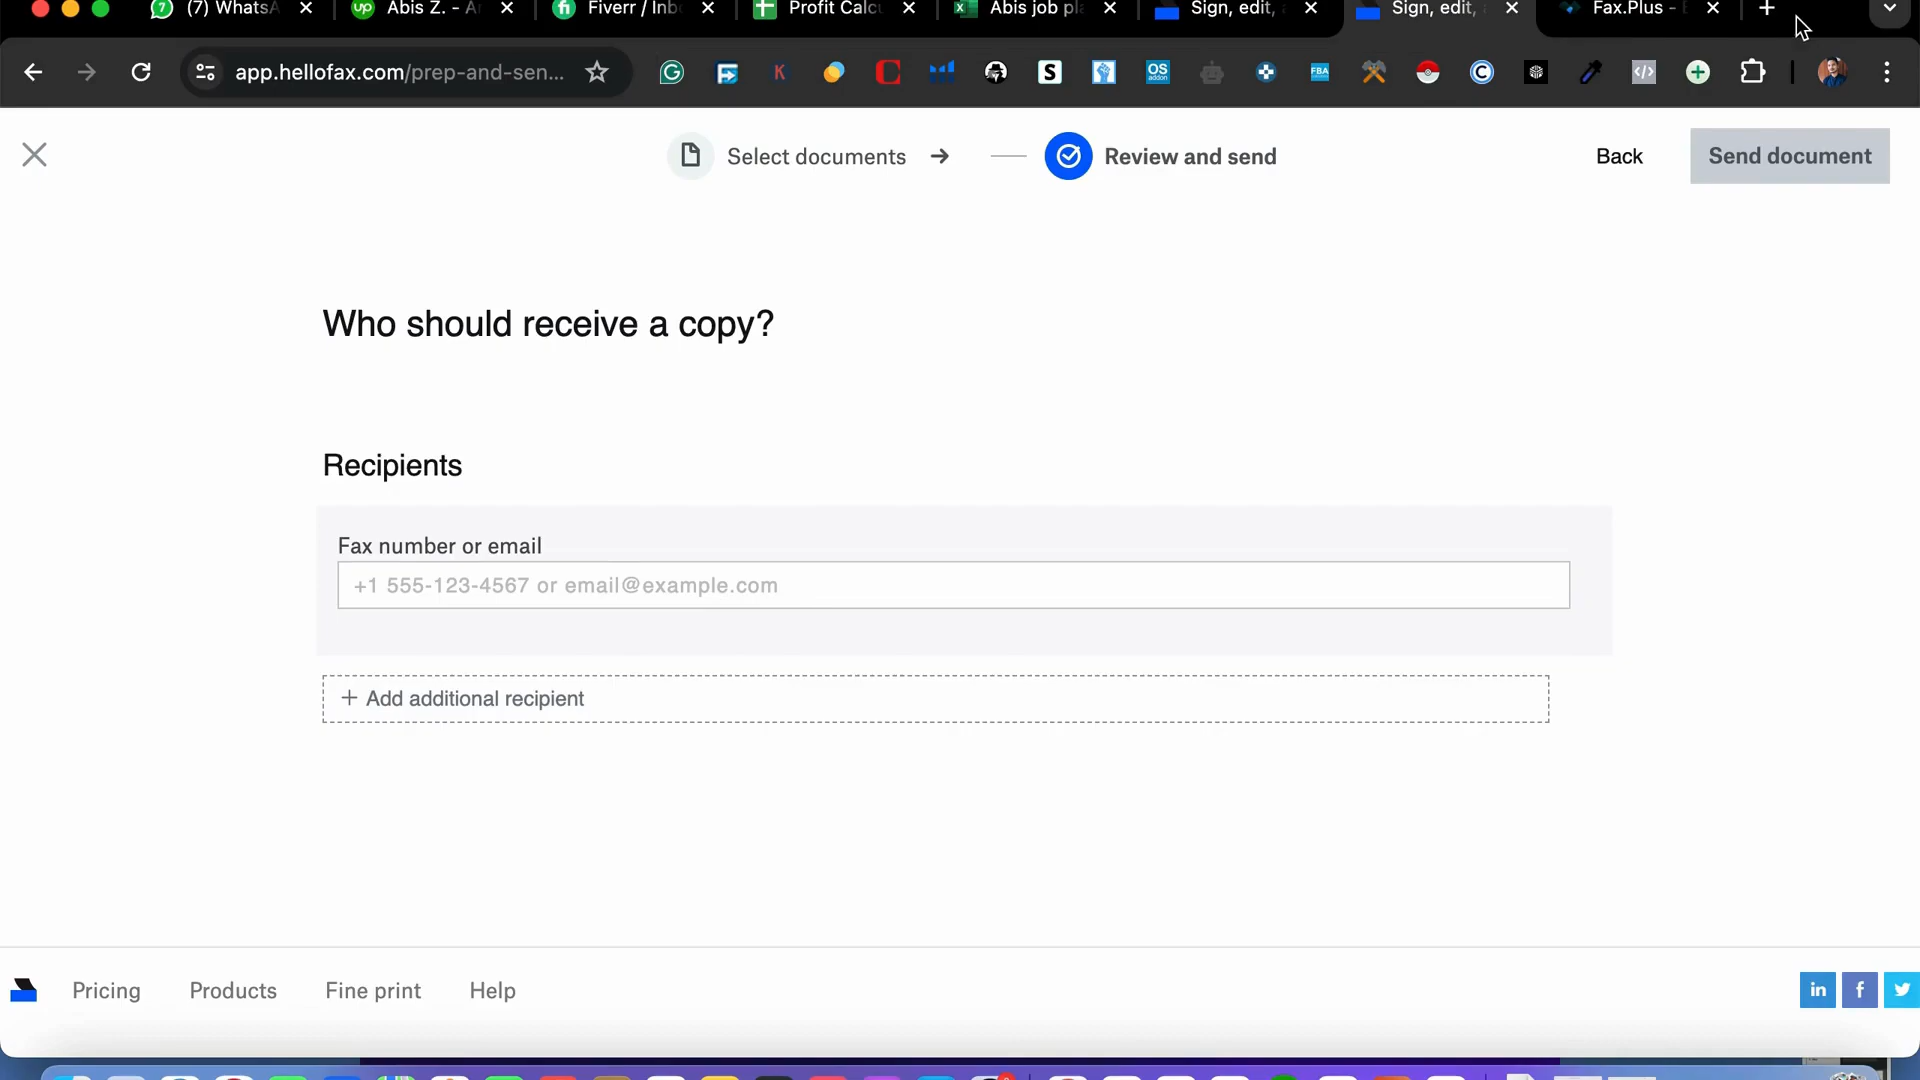 (7) WhatsA
Abis Z. - A
Fiverr / Inb
Profit Calcu
Abis job pla
Sign, edit,
Sign, edit,
Fax.Plus -
app.hellofax.com/prep-and-sen...
Select documents
Review and send
Back
Send document
Who should receive a copy?
Recipients
Fax number or email
+1 555-123-4567 or email@example.com
+ Add additional recipient
Pricing
Products
Fine print
Help